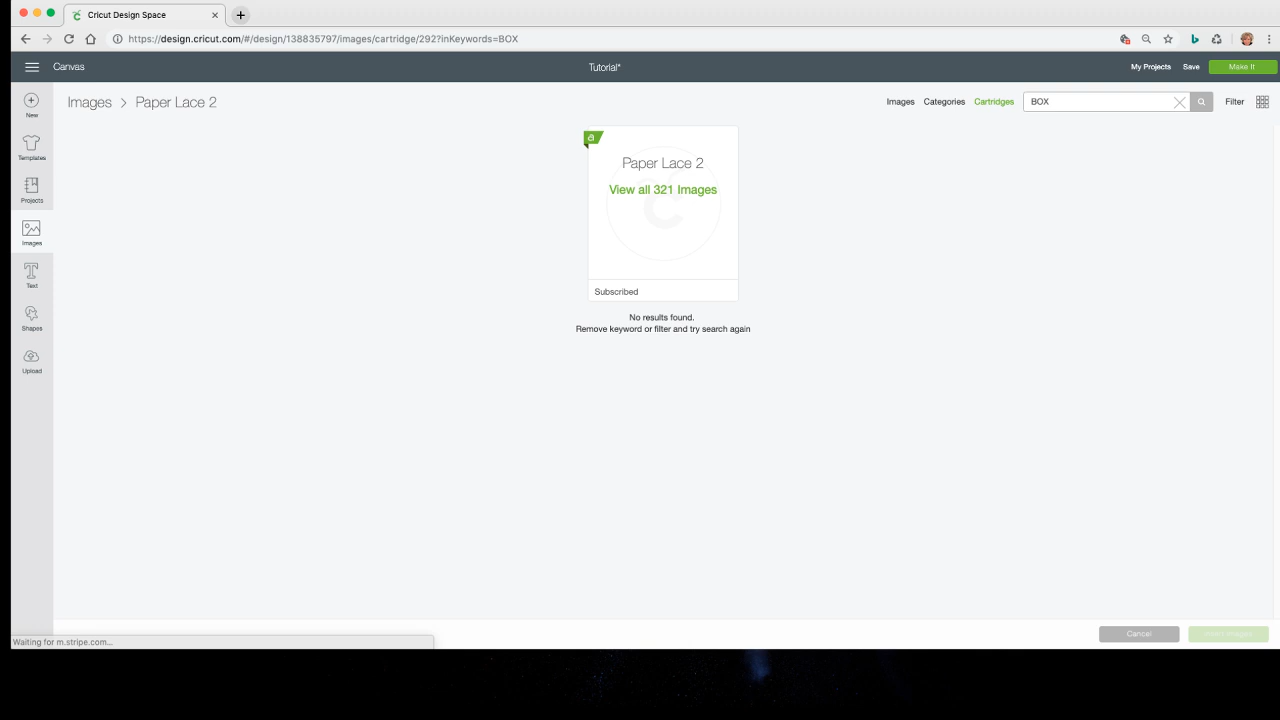 Cricut Design Space
https://design.cricut.com/#/design/138835797/images/cartridge/292?inKeywords=BOX
Canvas
Tutorial*
My Projects
Save
Make It
New
Templates
Projects
Images
Text
Shapes
Upload
Images > Paper Lace 2
Images
Categories
Cartridges
BOX
Filter
Paper Lace 2
View all 321 Images
Subscribed
No results found.
Remove keyword or filter and try search again
Waiting for m.stripe.com...
Cancel
Insert Images